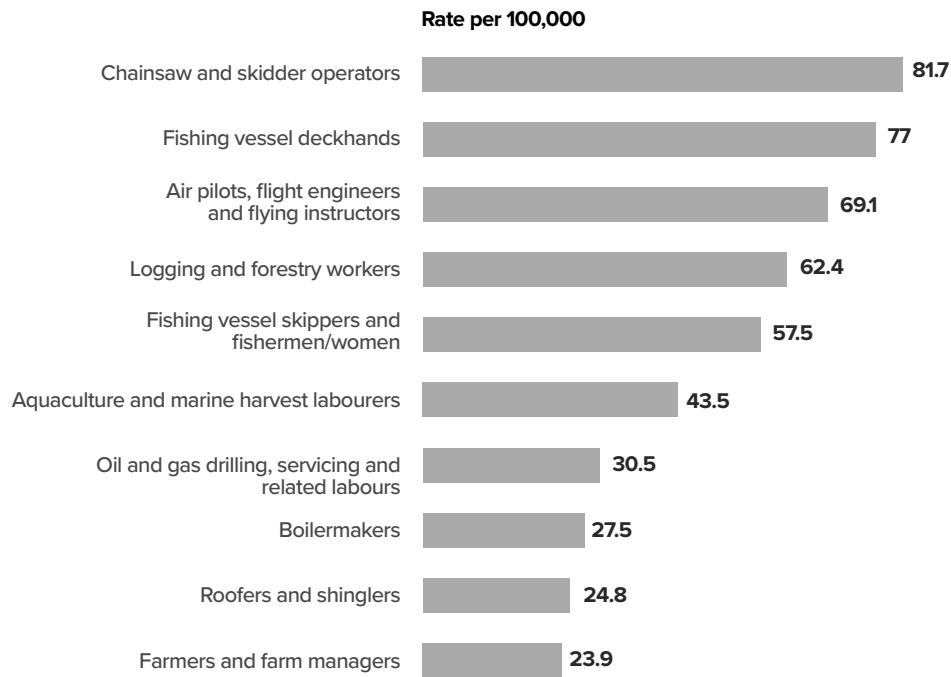 Rate per 100,000
Chainsaw and skidder operators 81.7
Fishing vessel deckhands 77
Air pilots, flight engineers
and flying instructors 69.1
Logging and forestry workers 62.4
Fishing vessel skippers and
fishermen/women 57.5
Aquaculture and marine harvest labourers 43.5
Oil and gas drilling, servicing and
related labours 30.5
Boilermakers 27.5
Roofers and shinglers 24.8
Farmers and farm managers 23.9